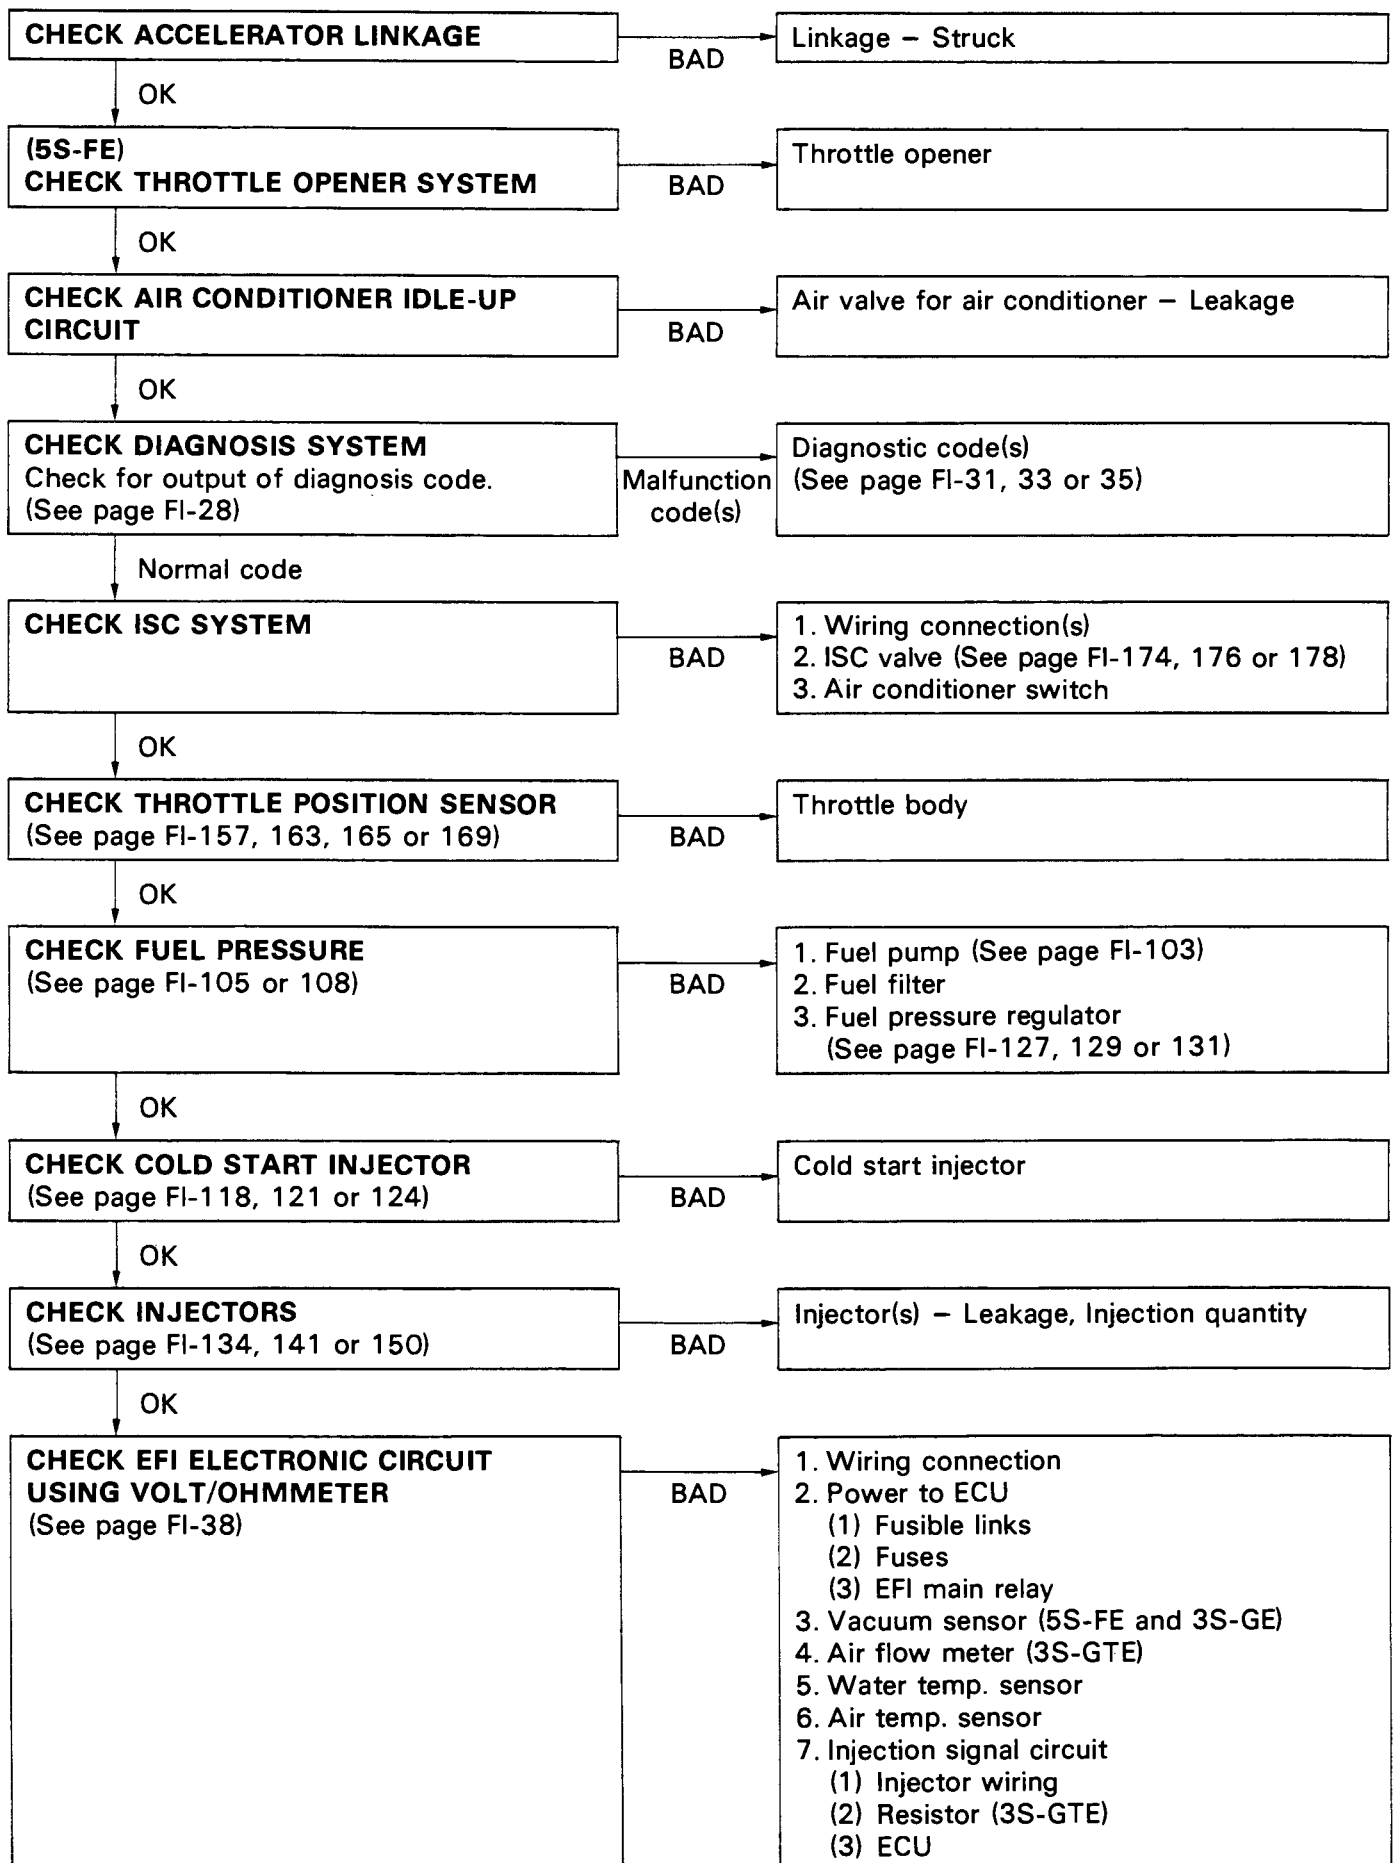 CHECK ACCELERATOR LINKAGE
BAD
Linkage – Struck
OK
(5S-FE)
CHECK THROTTLE OPENER SYSTEM
BAD
Throttle opener
OK
CHECK AIR CONDITIONER IDLE-UP
CIRCUIT
BAD
Air valve for air conditioner – Leakage
OK
CHECK DIAGNOSIS SYSTEM
Check for output of diagnosis code.
(See page FI-28)
Malfunction
code(s)
Diagnostic code(s)
(See page FI-31, 33 or 35)
Normal code
CHECK ISC SYSTEM
BAD
1. Wiring connection(s)
2. ISC valve (See page FI-174, 176 or 178)
3. Air conditioner switch
OK
CHECK THROTTLE POSITION SENSOR
(See page FI-157, 163, 165 or 169)
BAD
Throttle body
OK
CHECK FUEL PRESSURE
(See page FI-105 or 108)
BAD
1. Fuel pump (See page FI-103)
2. Fuel filter
3. Fuel pressure regulator
(See page FI-127, 129 or 131)
OK
CHECK COLD START INJECTOR
(See page FI-118, 121 or 124)
BAD
Cold start injector
OK
CHECK INJECTORS
(See page FI-134, 141 or 150)
BAD
Injector(s) – Leakage, Injection quantity
OK
CHECK EFI ELECTRONIC CIRCUIT
USING VOLT/OHMMETER
(See page FI-38)
BAD
1. Wiring connection
2. Power to ECU
(1) Fusible links
(2) Fuses
(3) EFI main relay
3. Vacuum sensor (5S-FE and 3S-GE)
4. Air flow meter (3S-GTE)
5. Water temp. sensor
6. Air temp. sensor
7. Injection signal circuit
(1) Injector wiring
(2) Resistor (3S-GTE)
(3) ECU